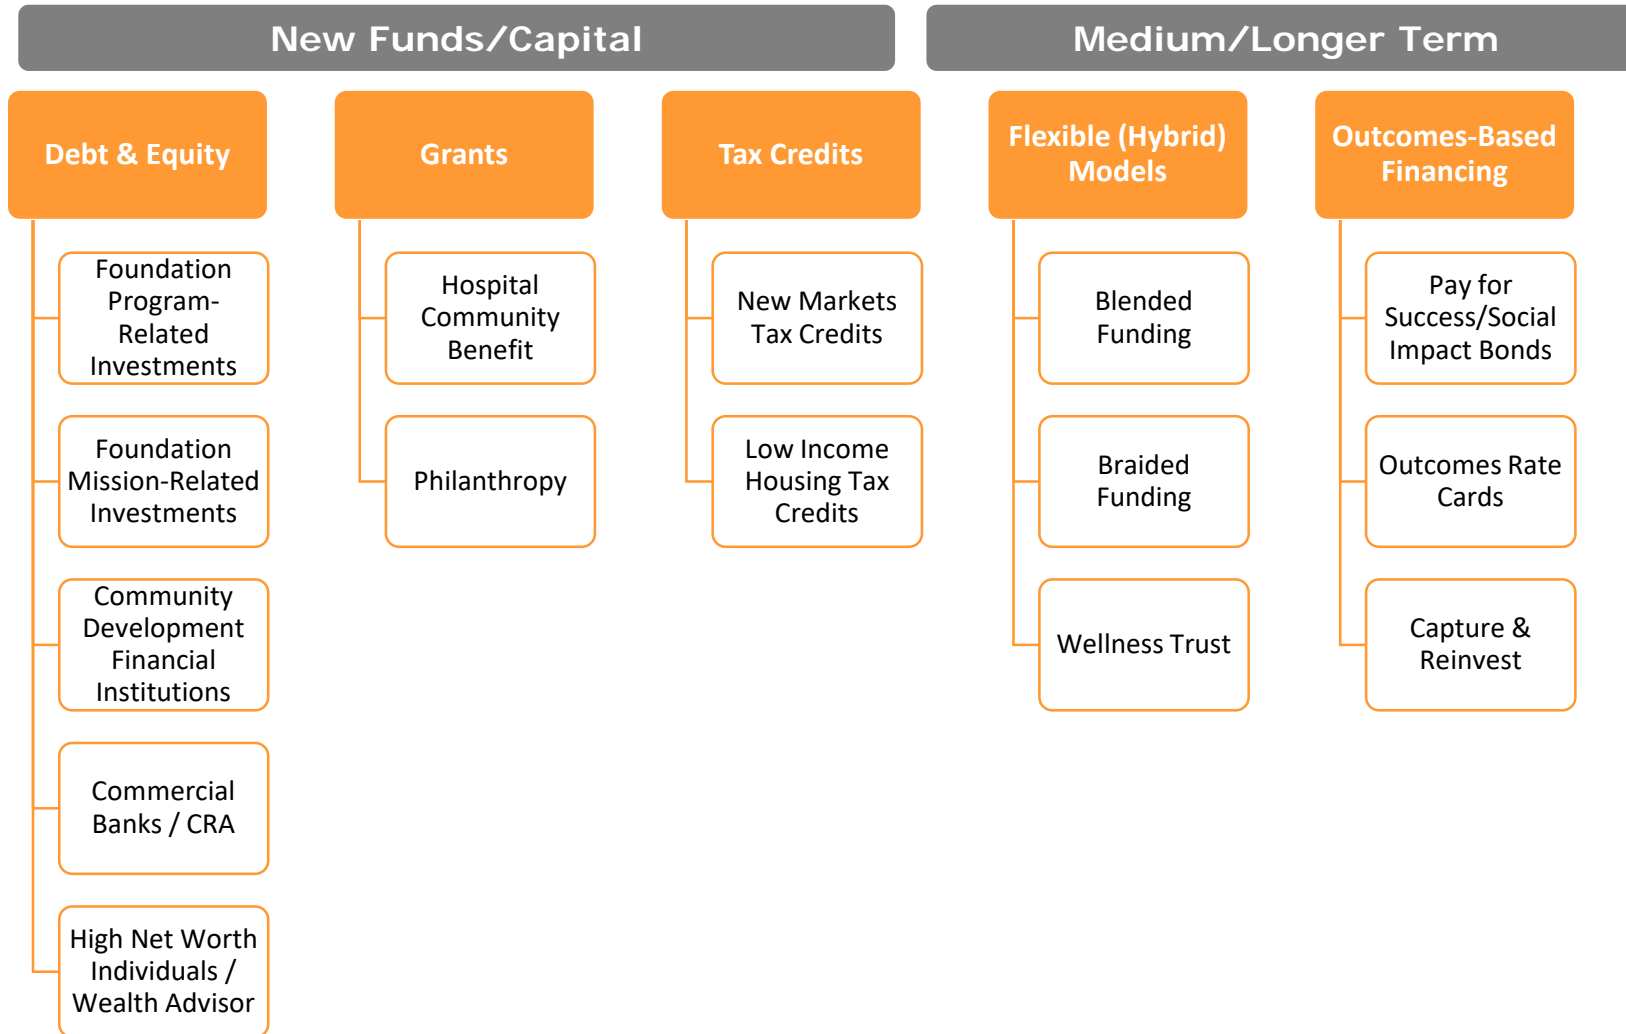 New Funds/Capital
Medium/Longer Term
Debt & Equity
Foundation
Program-
Related
Investments
Foundation
Mission-Related
Investments
Community
Development
Financial
Institutions
Commercial
Banks / CRA
High Net Worth
Individuals /
Wealth Advisor
Grants
Hospital
Community
Benefit
Philanthropy
Tax Credits
New Markets
Tax Credits
Low Income
Housing Tax
Credits
Flexible (Hybrid)
Models
Blended
Funding
Braided
Funding
Wellness Trust
Outcomes-Based
Financing
Pay for
Success/Social
Impact Bonds
Outcomes Rate
Cards
Capture &
Reinvest